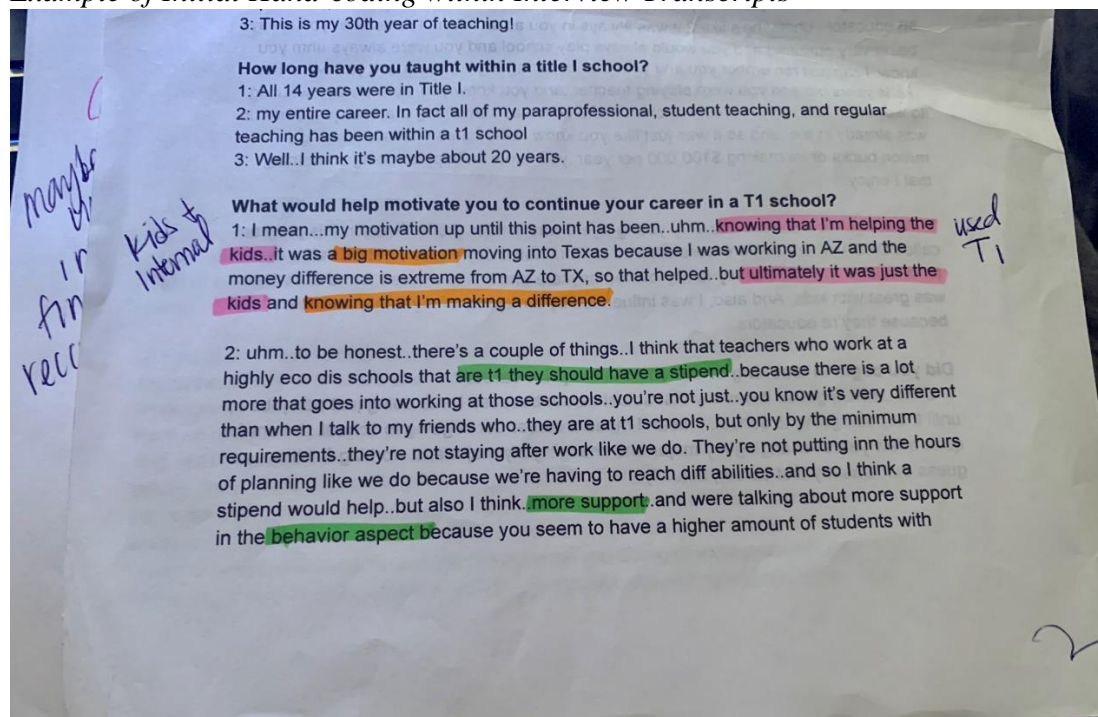 Example of Initial Hand-coding within Interview Transcripts
3: This is my 30th year of teaching!
How long have you taught within a title I school?
1: All 14 years were in Title I.
2: my entire career. In fact all of my paraprofessional, student teaching, and regular
teaching has been within a t1 school
3: Well..I think it's maybe about 20 years.
What would help motivate you to continue your career in a T1 school?
1: I mean...my motivation up until this point has been..uhm..knowing that I'm helping the
kids..it was a big motivation moving into Texas because I was working in AZ and the
money difference is extreme from AZ to TX, so that helped..but ultimately it was just the
kids and knowing that I'm making a difference.
2: uhm..to be honest..there's a couple of things..I think that teachers who work at a
highly eco dis schools that are t1 they should have a stipend..because there is a lot
more that goes into working at those schools..you're not just..you know it's very different
than when I talk to my friends who..they are at t1 schools, but only by the minimum
requirements..they're not staying after work like we do. They're not putting inn the hours
of planning like we do because we're having to reach diff abilities..and so I think a
stipend would help..but also I think..more support..and were talking about more support
in the behavior aspect because you seem to have a higher amount of students with
maybe
in
Kids &
Internal
used
T1
2